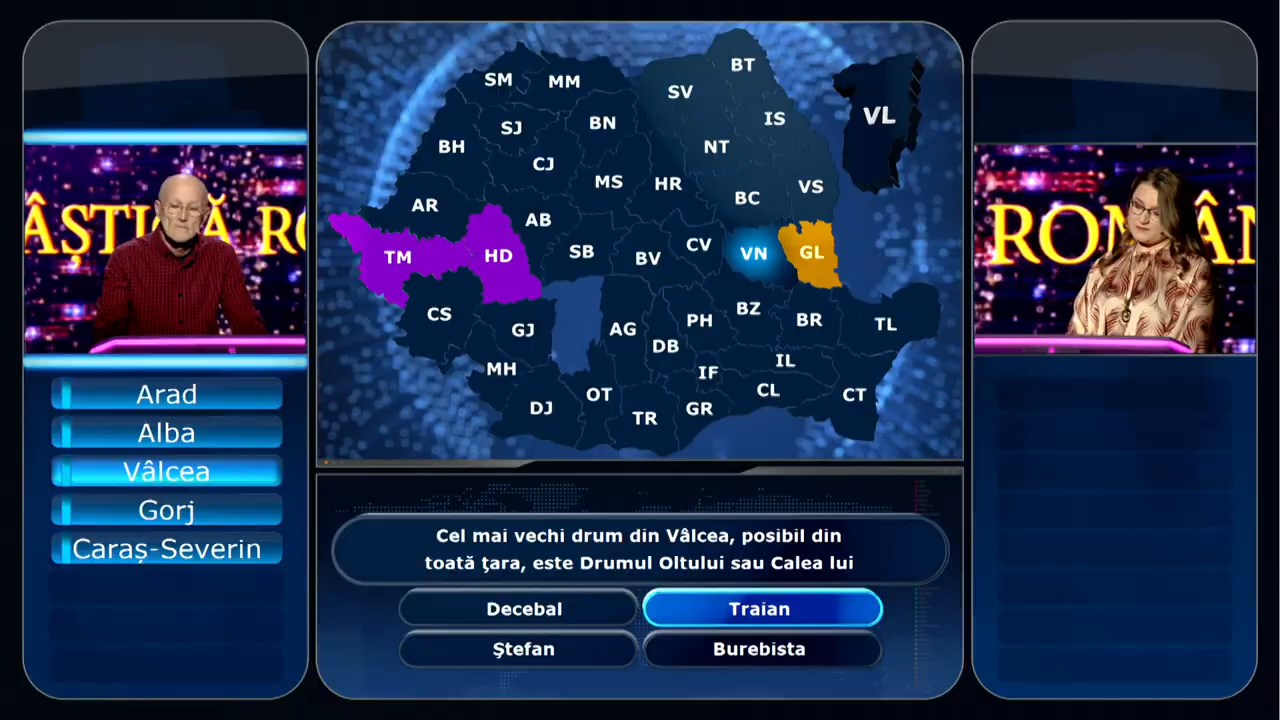 ÂȘTIGĂ RO
ROMÂN
SM
MM
BT
SV
VL
BH
SJ
BN
IS
CJ
NT
MS
HR
VS
AR
AB
BC
TM
HD
SB
BV
CV
VN
GL
CS
GJ
AG
PH
BZ
BR
TL
DB
MH
IF
IL
DJ
OT
TR
GR
CL
CT
Arad
Alba
Vâlcea
Gorj
Caraș-Severin
Cel mai vechi drum din Vâlcea, posibil din
toată ţara, este Drumul Oltului sau Calea lui
Decebal
Traian
Ştefan
Burebista